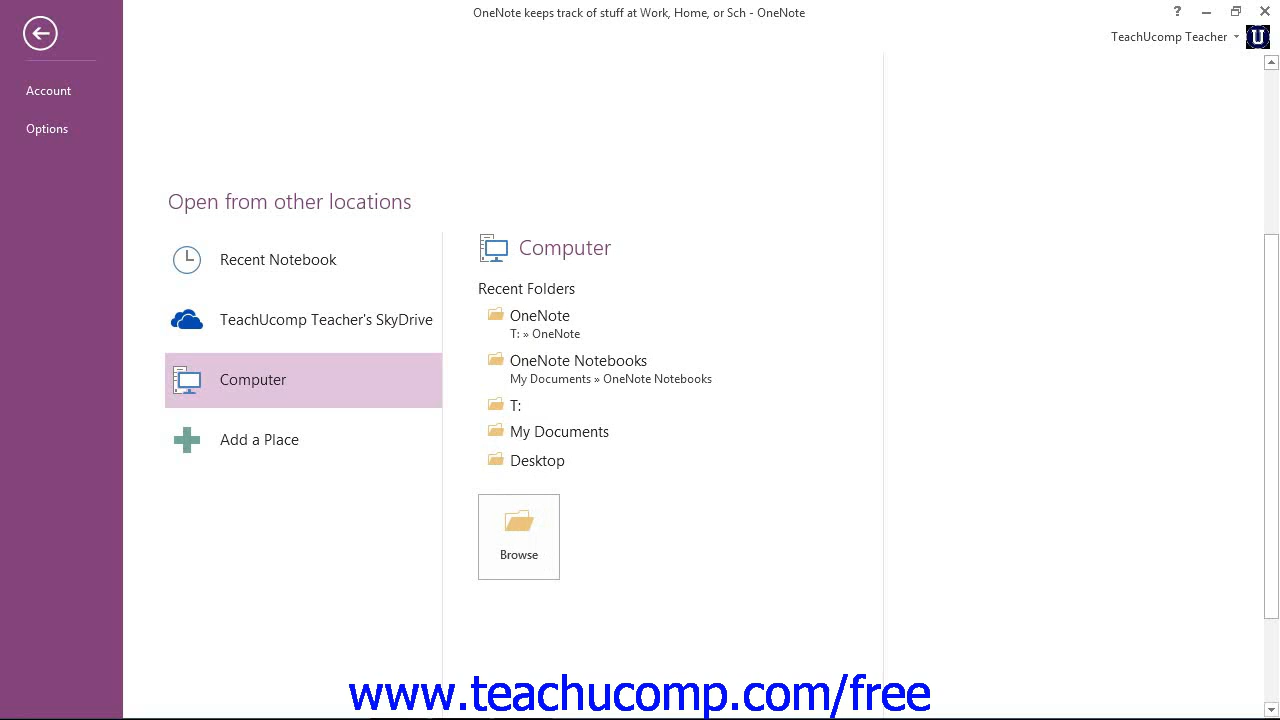 OneNote keeps track of stuff at Work, Home, or Sch - OneNote
?
TeachUcomp Teacher
U
Account
Options
Open from other locations
Recent Notebook
TeachUcomp Teacher's SkyDrive
Computer
Add a Place
Computer
Recent Folders
OneNote
T: » OneNote
OneNote Notebooks
My Documents » OneNote Notebooks
T:
My Documents
Desktop
Browse
www.teachucomp.com/free